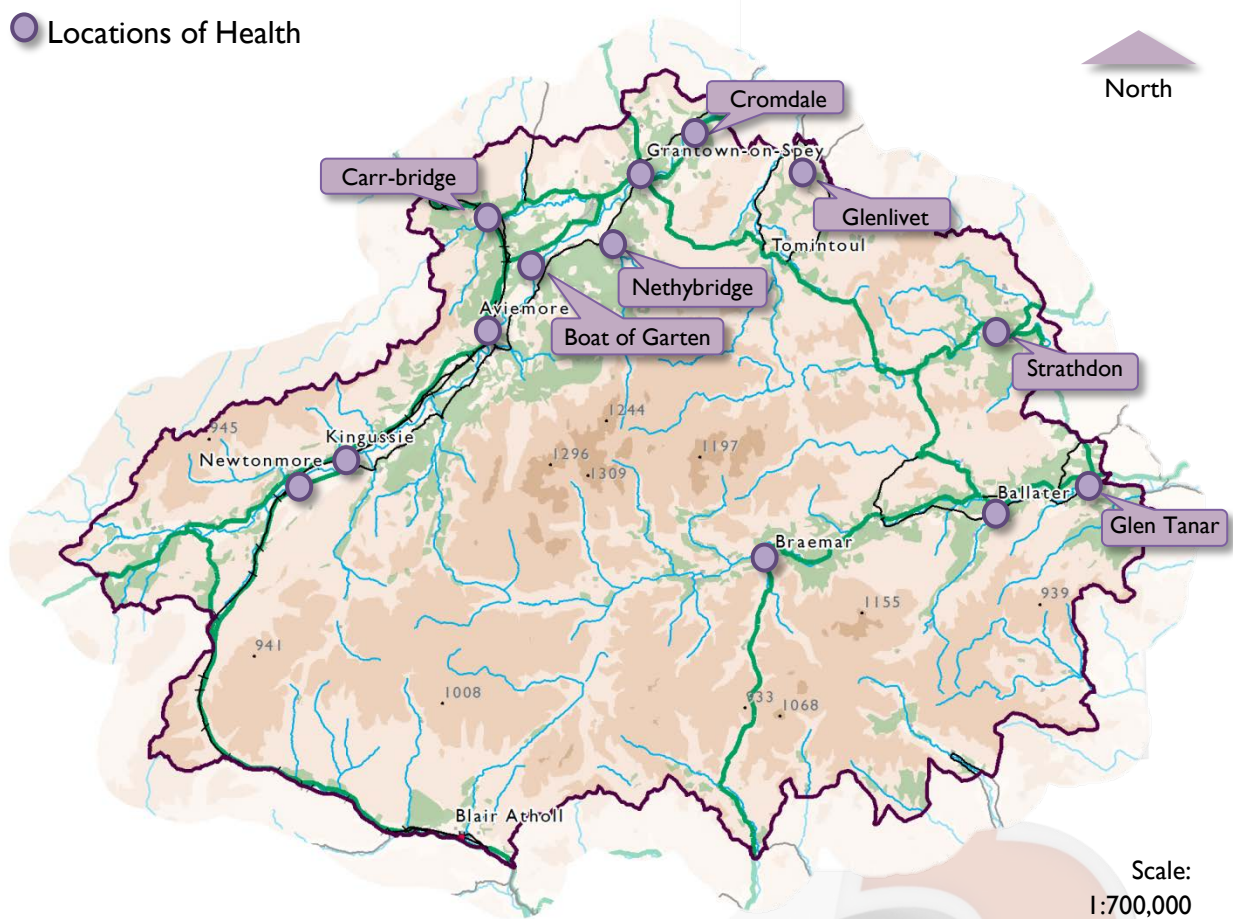 Locations of Health
North
Cromdale
Grantown-on-Spey
Carr-bridge
Glenlivet
Tomintoul
Nethybridge
Aviemore
Boat of Garten
Strathdon
1244
945
Kingussie
1197
Newtonmore
1296
1309
Ballater
Glen Tanar
Braemar
1155
939
941
1008
933
1068
Blair Atholl
Scale:
1:700,000